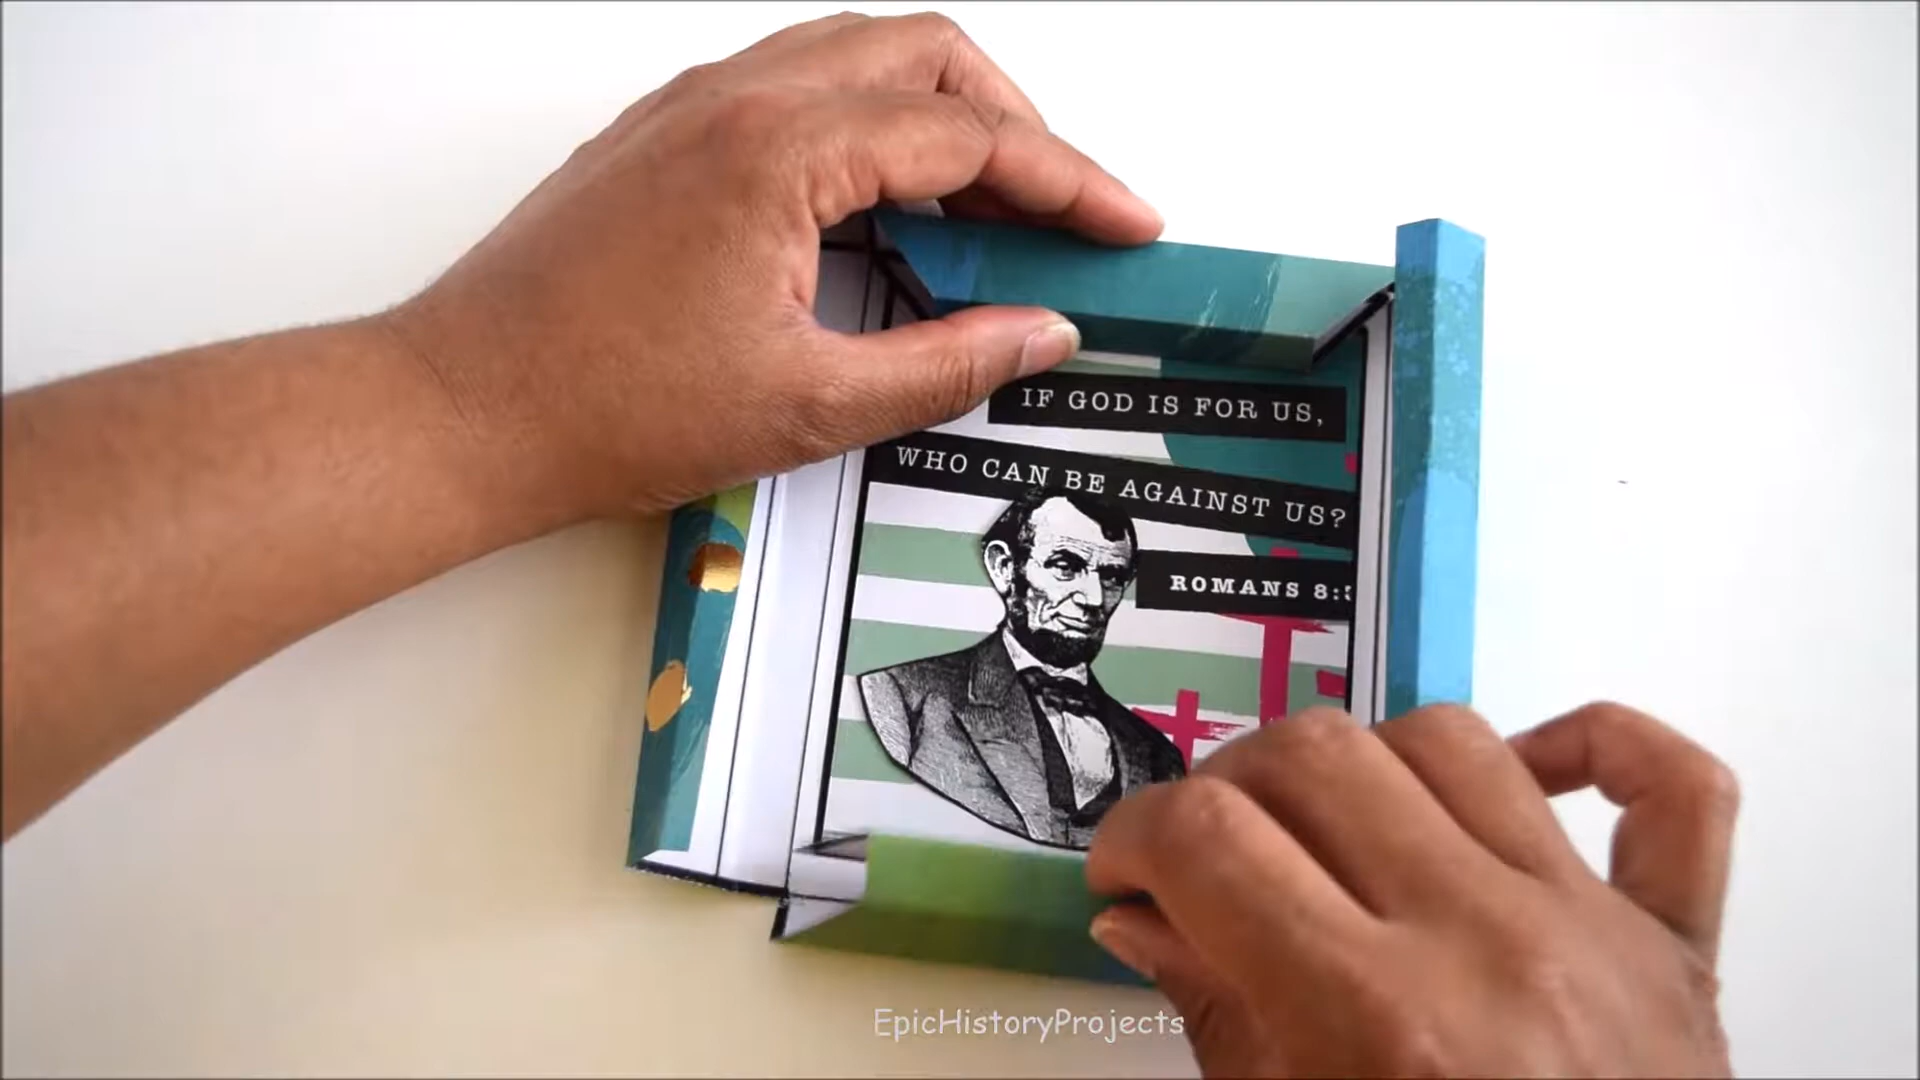 IF GOD IS FOR US,
WHO CAN BE AGAINST US?
ROMANS 8:
EpicHistoryProjects